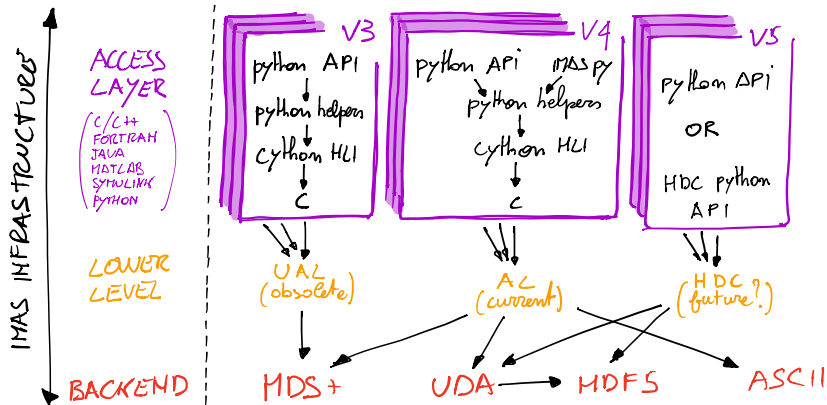 IMAS INFRASTRUCTURE
ACCESS
LAYER
(C/C++
FORTRAN
JAVA
MATLAB
SYMULINK
PYTHON)
LOWER
LEVEL
BACKEND
V3
python API
python helpers
Cython HLI
C
UAL
(obsolete)
MDS+
V4
python API IMASpy
python helpers
Cython HLI
C
AL
(current)
UDA
V5
python API
OR
HDC python
API
HDC
(future?)
HDF5
ASCII